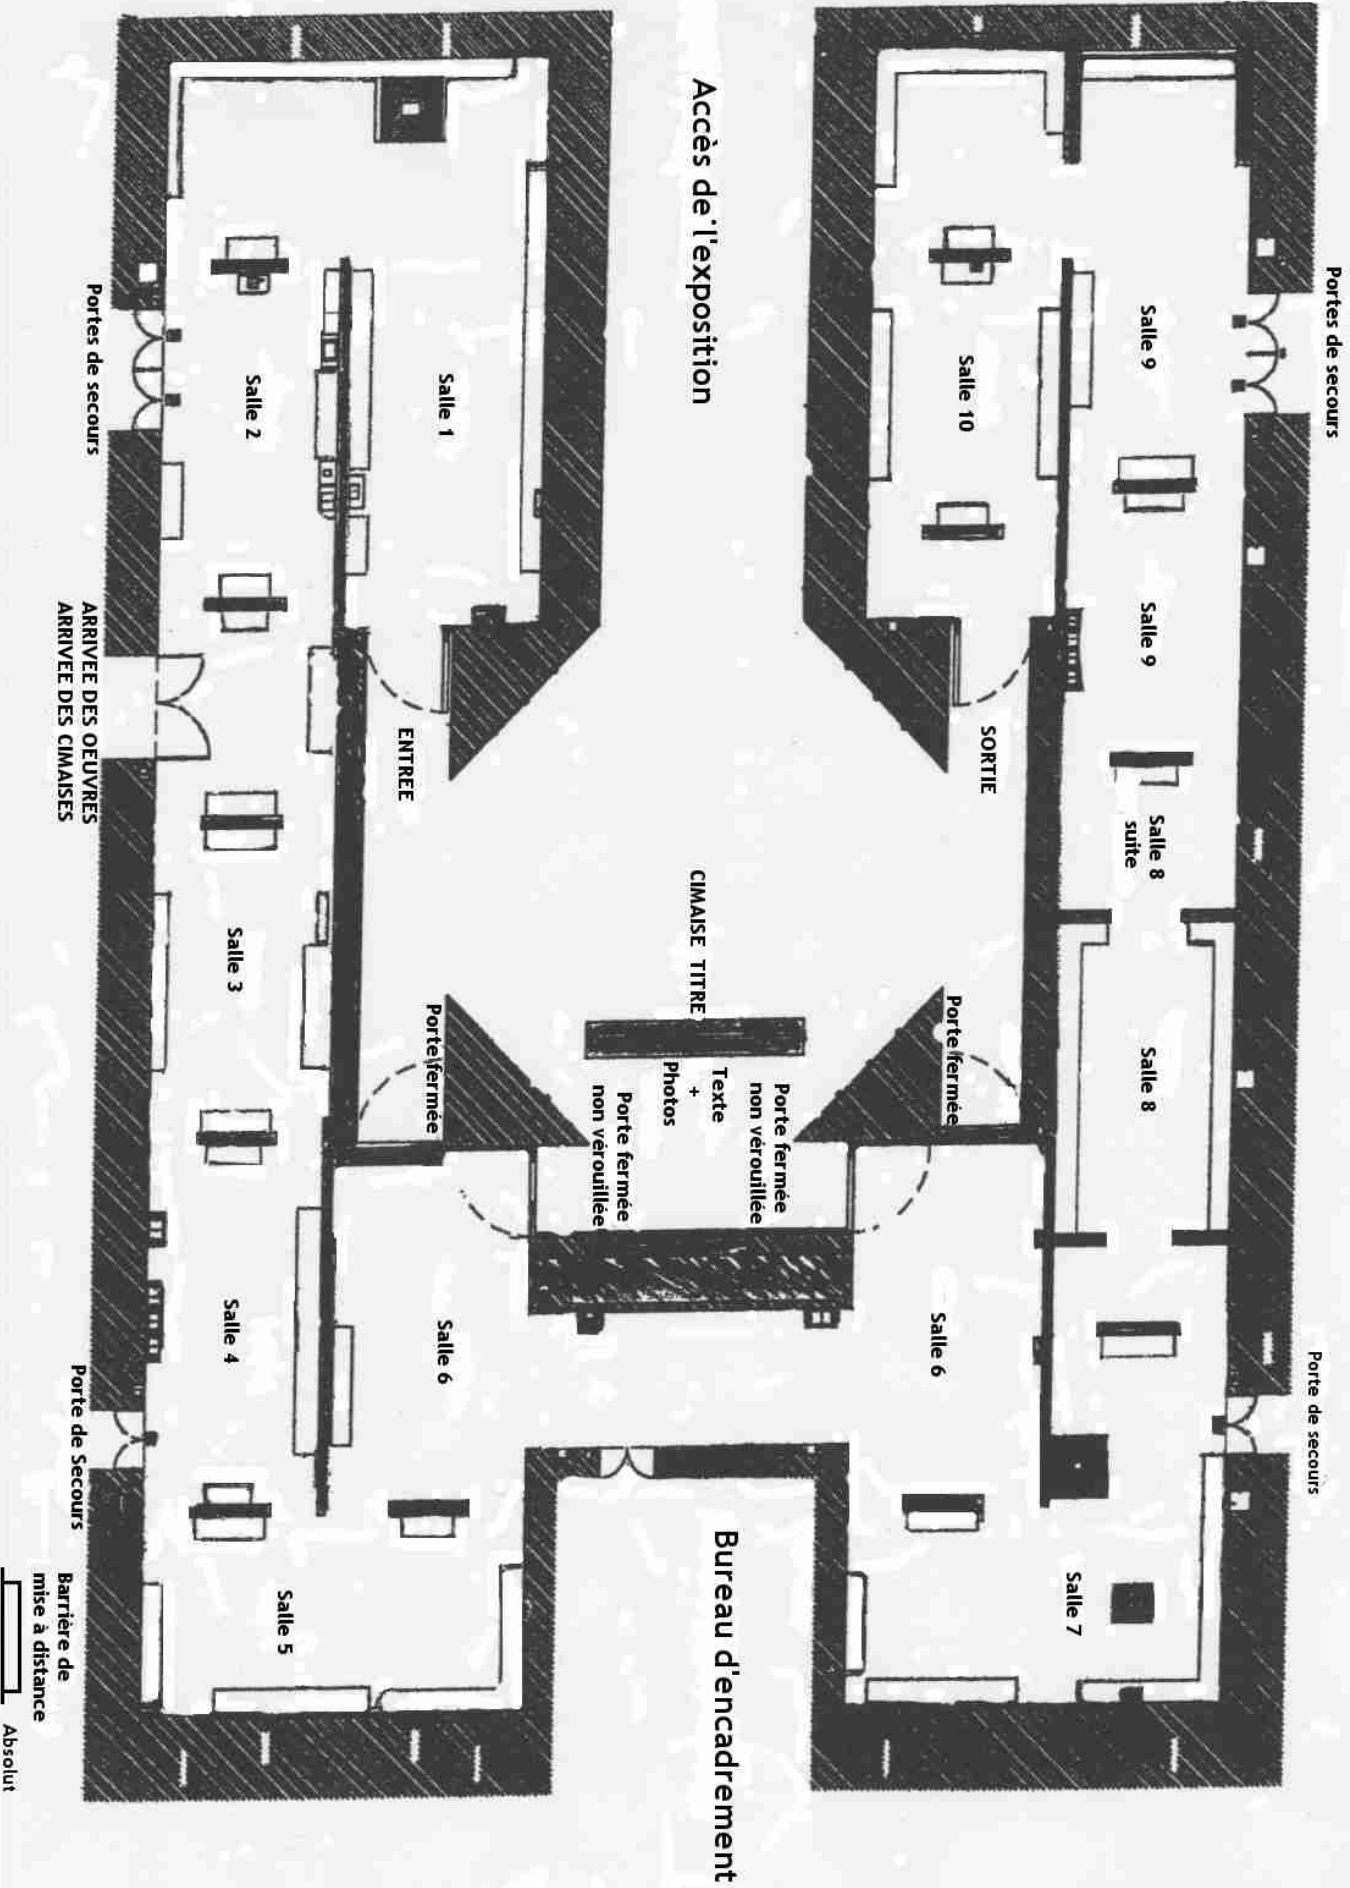 Portes de secours
Salle 9
Salle 10
Accès de l'exposition
Salle 1
Salle 2
Portes de secours
Salle 9
SORTIE
ENTREE
ARRIVEE DES OEUVRES
ARRIVEE DES CIMAISES
Salle 8
suite
CIMAISE TITRE
Salle 3
Salle 8
Porte fermée
Porte fermée
Texte
+
Photos
Porte fermée
non vérouillée
Porte fermée
non vérouillée
Salle 6
Salle 6
Salle 4
Porte de secours
Porte de Secours
Salle 7
Salle 5
Bureau d'encadrement
Barrière de
mise à distance
Absolut